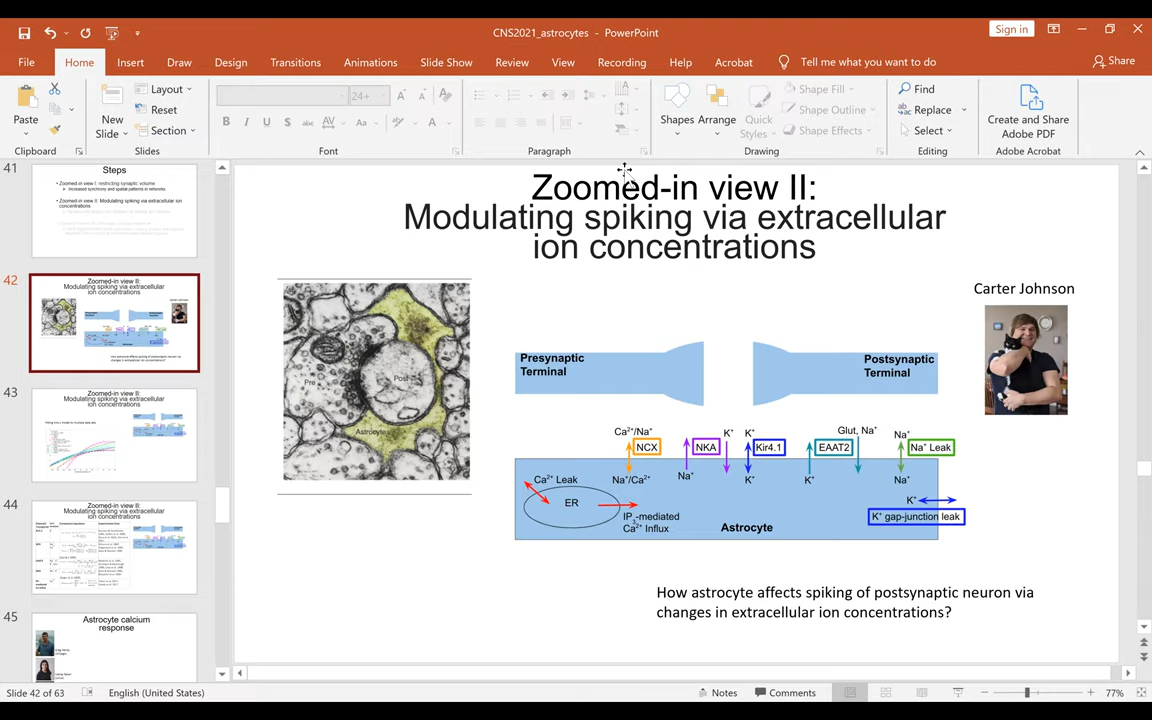 CNS2021_astrocytes - PowerPoint
Sign in
File Home Insert Draw Design Transitions Animations Slide Show Review View Recording Help Acrobat Tell me what you want to do Share
Paste
New Slide
Layout
Reset
Section
24+
B I U S abc AV Aa A
Shapes Arrange Quick Styles
Shape Fill
Shape Outline
Shape Effects
Find
Replace
Select
Create and Share Adobe PDF
Clipboard Slides Font Paragraph Drawing Editing Adobe Acrobat
41
Steps
Zoomed-in view I: restricting synaptic volume
Increased synchrony and spatial patterns in networks
Zoomed-in view II: Modulating spiking via extracellular ion concentrations
42
Zoomed-in view II:
Modulating spiking via extracellular
ion concentrations
43
Zoomed-in view II:
Modulating spiking via extracellular
ion concentrations
44
Zoomed-in view II:
Modulating spiking via extracellular
ion concentrations
45
Astrocyte calcium
response
Zoomed-in view II:
Modulating spiking via extracellular
ion concentrations
Carter Johnson
Pre
Post
Astrocyte
Presynaptic
Terminal
Postsynaptic
Terminal
Ca²⁺/Na⁺ K⁺ K⁺ Glut, Na⁺ Na⁺
NCX NKA Kir4.1 EAAT2 Na⁺ Leak
Ca²⁺ Leak Na⁺/Ca²⁺ Na⁺ K⁺ K⁺ Na⁺
ER
K⁺
IP₃-mediated
Ca²⁺ Influx
K⁺ gap-junction leak
Astrocyte
How astrocyte affects spiking of postsynaptic neuron via
changes in extracellular ion concentrations?
Slide 42 of 63 English (United States) Notes Comments 77%